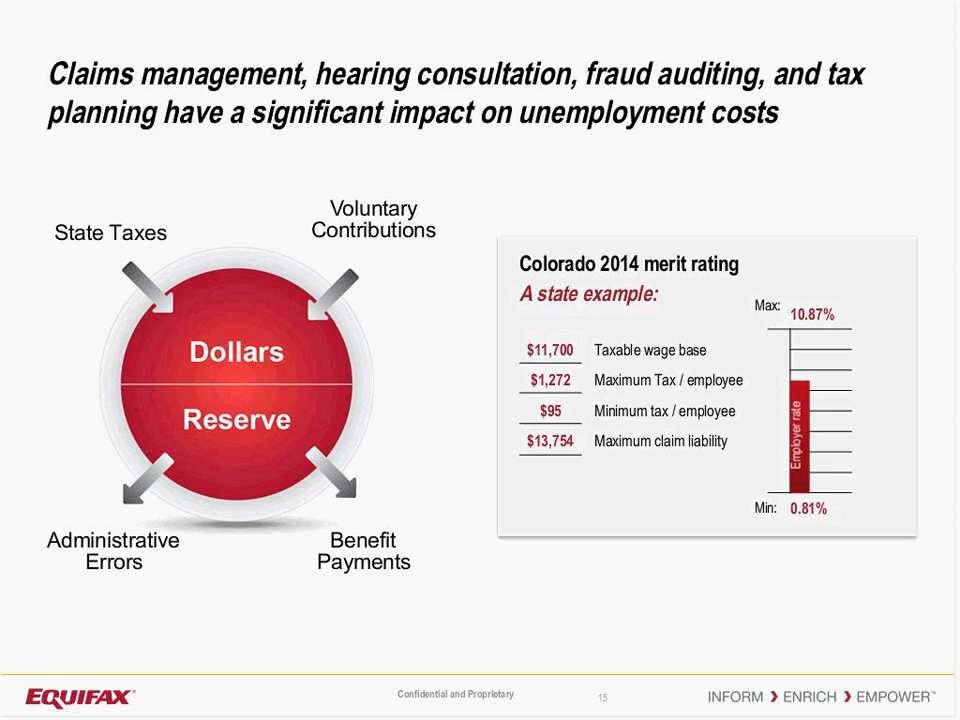 Claims management, hearing consultation, fraud auditing, and tax
planning have a significant impact on unemployment costs
State Taxes
Voluntary
Contributions
Dollars
Reserve
Administrative
Errors
Benefit
Payments
Colorado 2014 merit rating
A state example:
$11,700 Taxable wage base
$1,272 Maximum Tax / employee
$95 Minimum tax / employee
$13,754 Maximum claim liability
Max: 10.87%
Employer rate
Min: 0.81%
EQUIFAX®
Confidential and Proprietary
15
INFORM ❯ ENRICH ❯ EMPOWER™